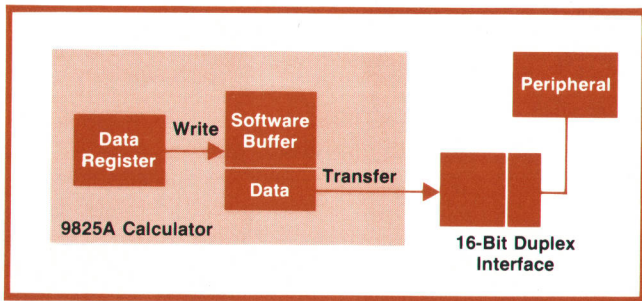 Peripheral
Write
Software
Buffer
Data
Register
Data
Transfer
9825A Calculator
16-Bit Duplex
Interface